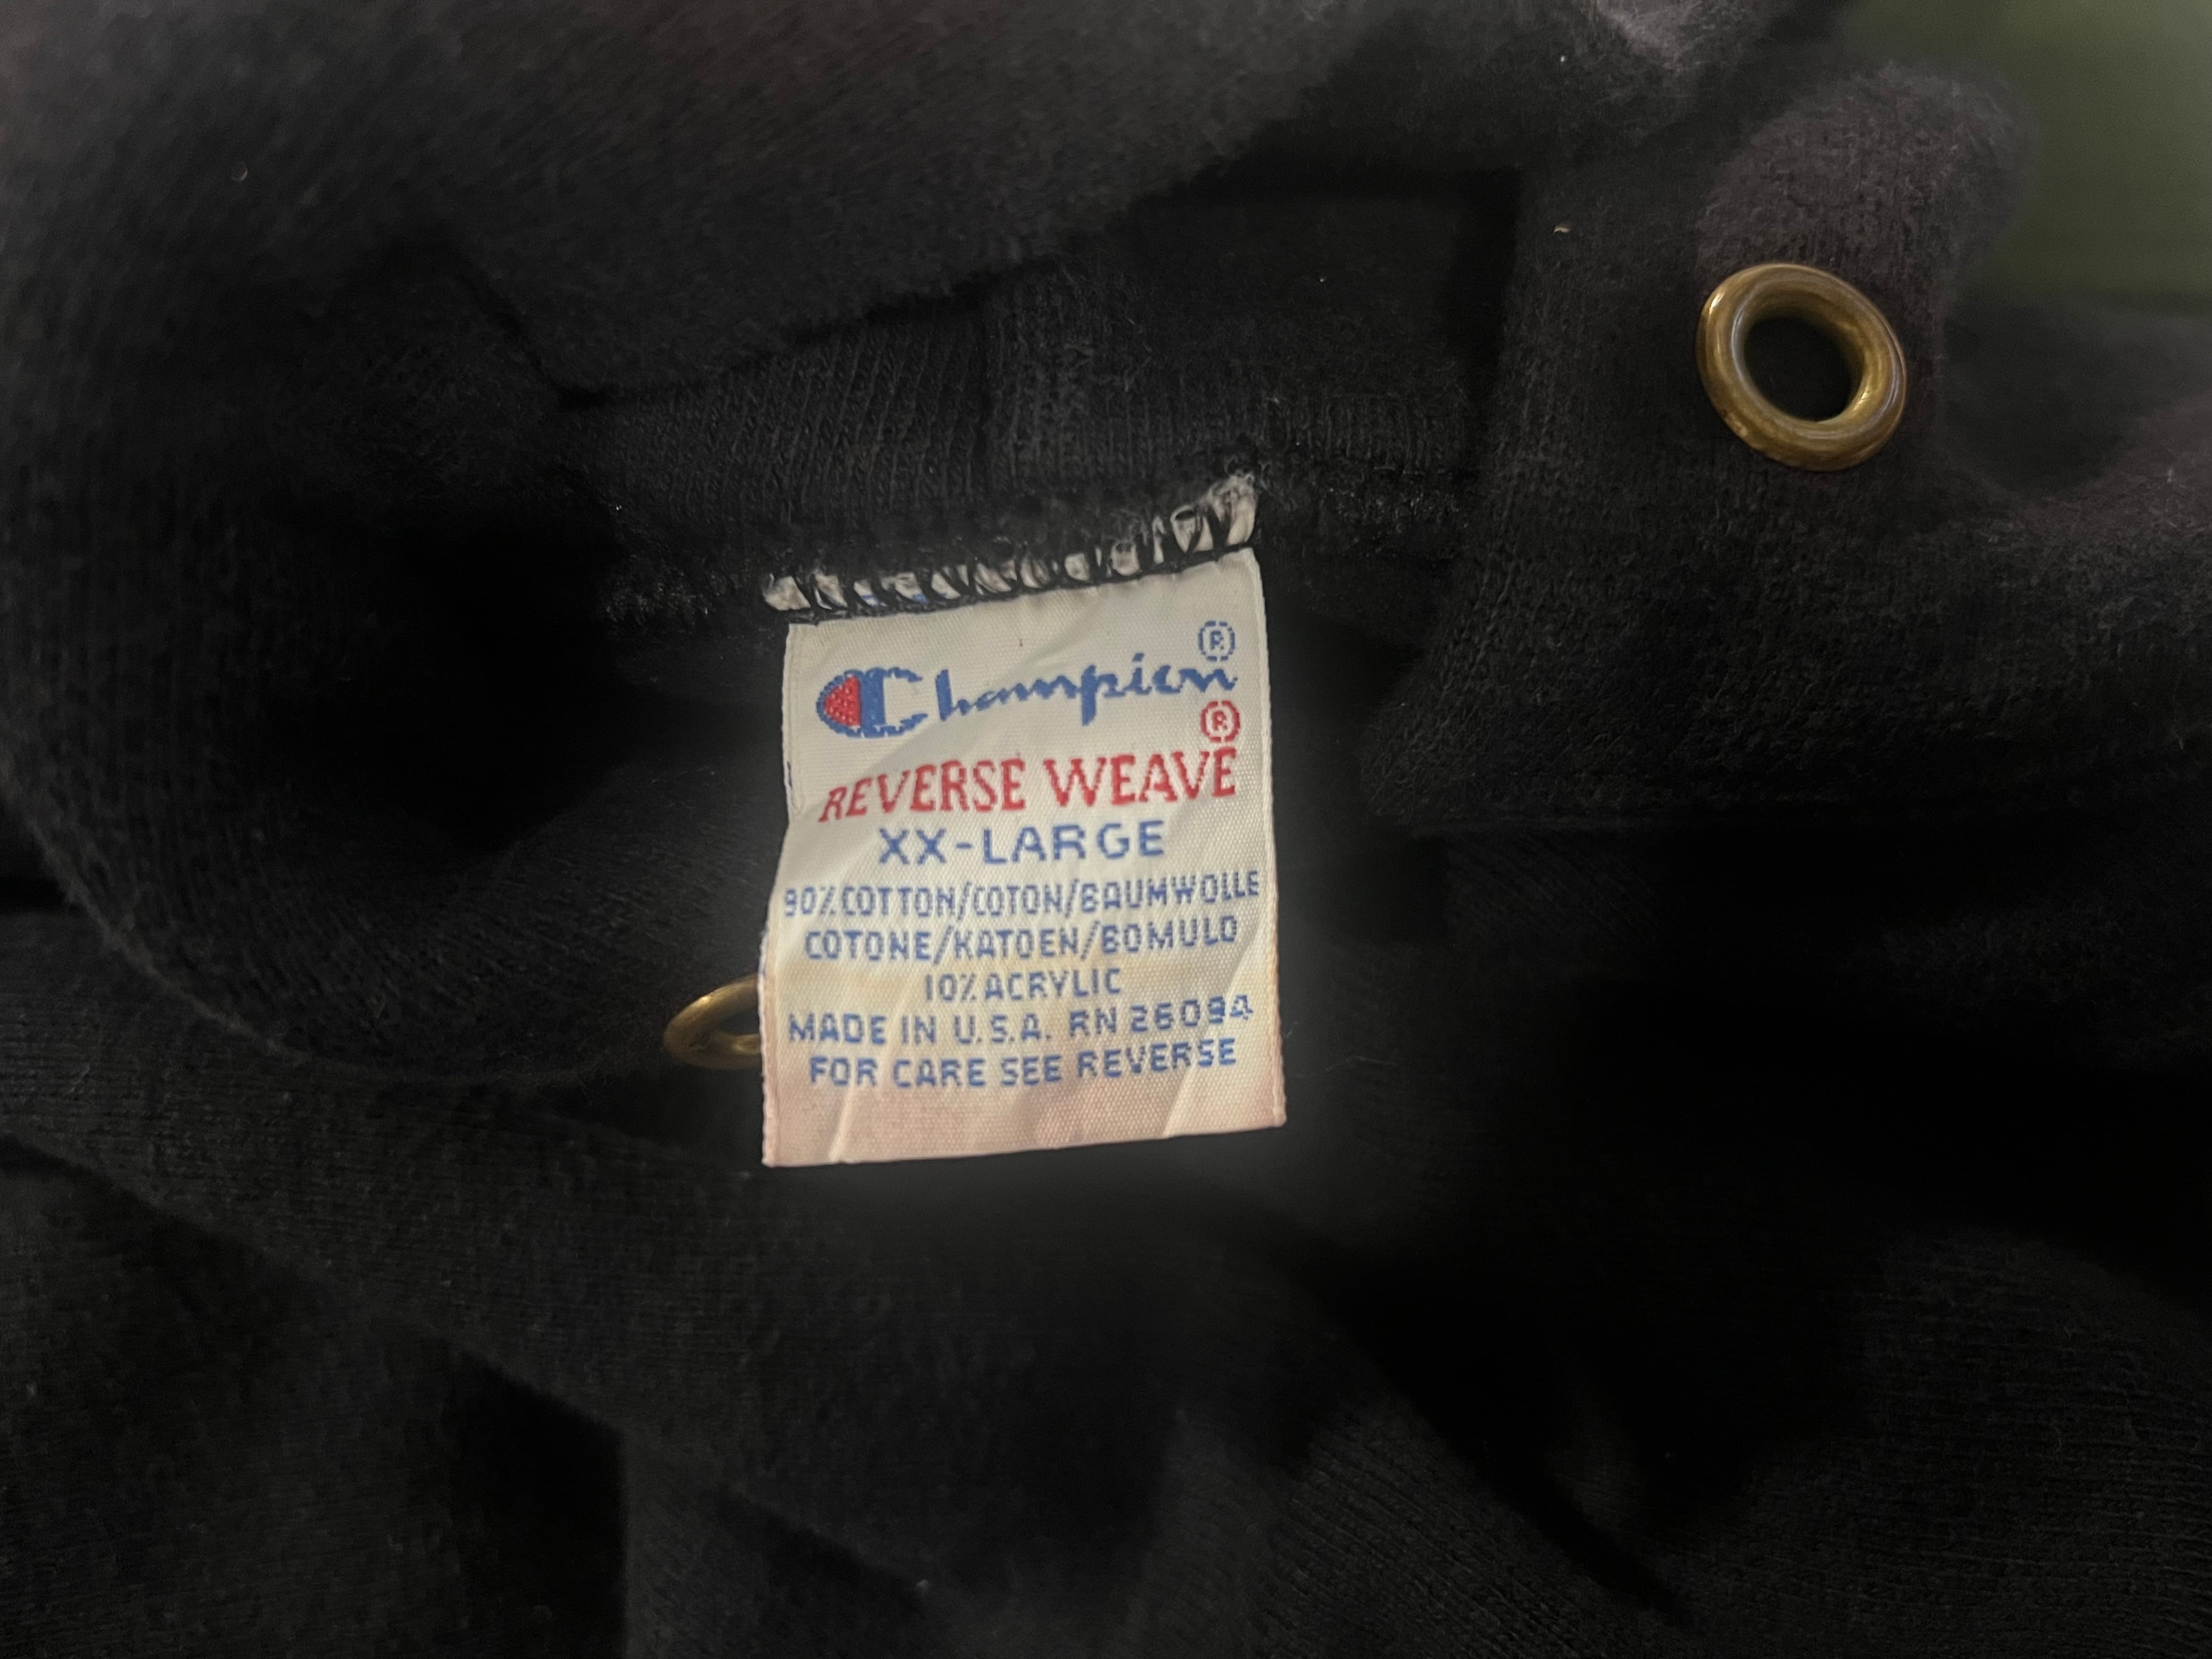 Champion®
REVERSE WEAVE®
XX-LARGE
90% COTTON/COTON/BAUMWOLLE
COTONE/KATOEN/BOMULD
10% ACRYLIC
MADE IN U.S.A. RN 26094
FOR CARE SEE REVERSE